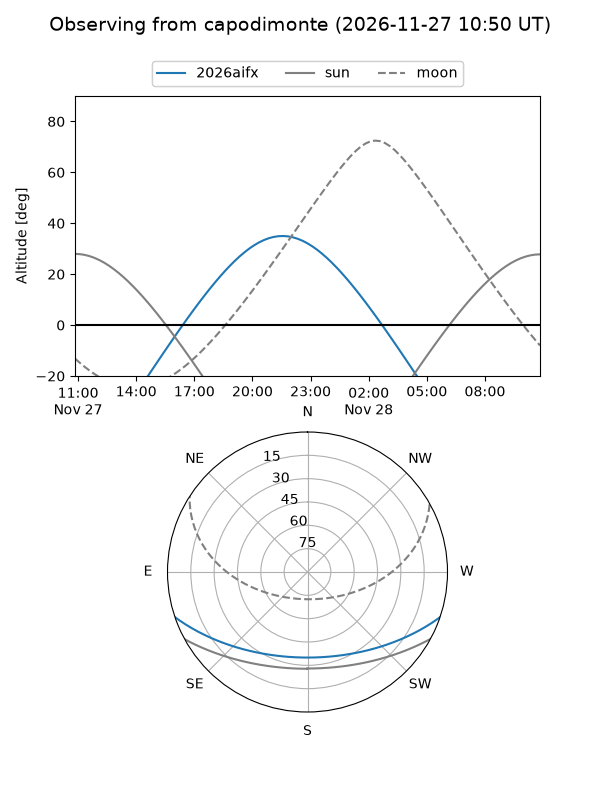 Observing from capodimonte (2026-11-27 10:50 UT)
2026aifx sun moon
Altitude [deg]
80
60
40
20
0
−20
11:00 14:00 17:00 20:00 23:00 02:00 05:00 08:00
Nov 27 Nov 28
N
NE NW
15
30
45
60
75
E W
SE SW
S